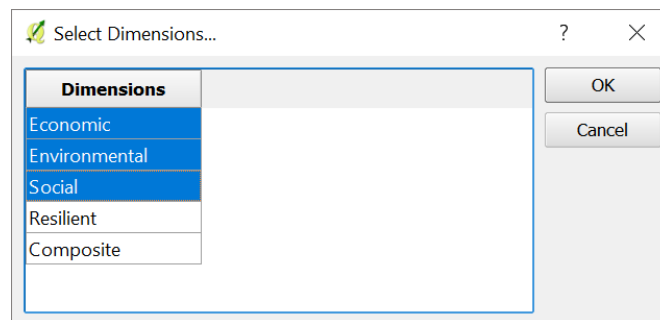 Select Dimensions... ?
Dimensions
OK
Economic
Cancel
Environmental
Social
Resilient
Composite